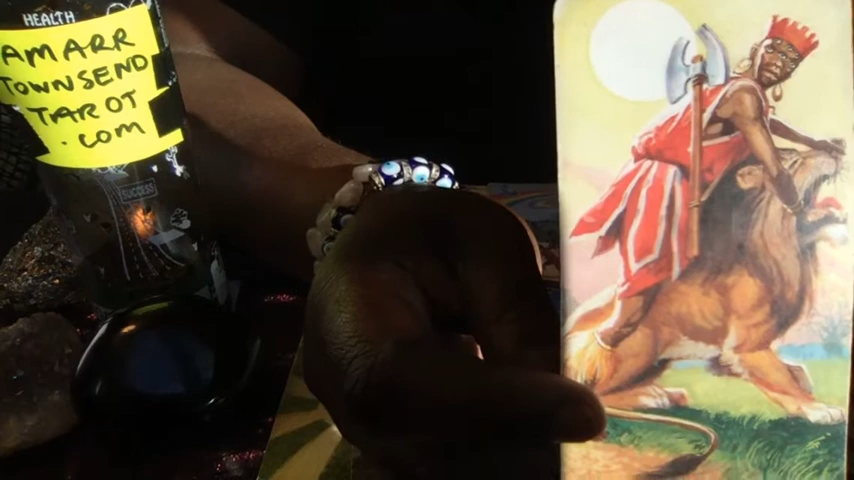 HEALTH
AMARR
TOWNSEND
TAROT
.COM
SUCCESS